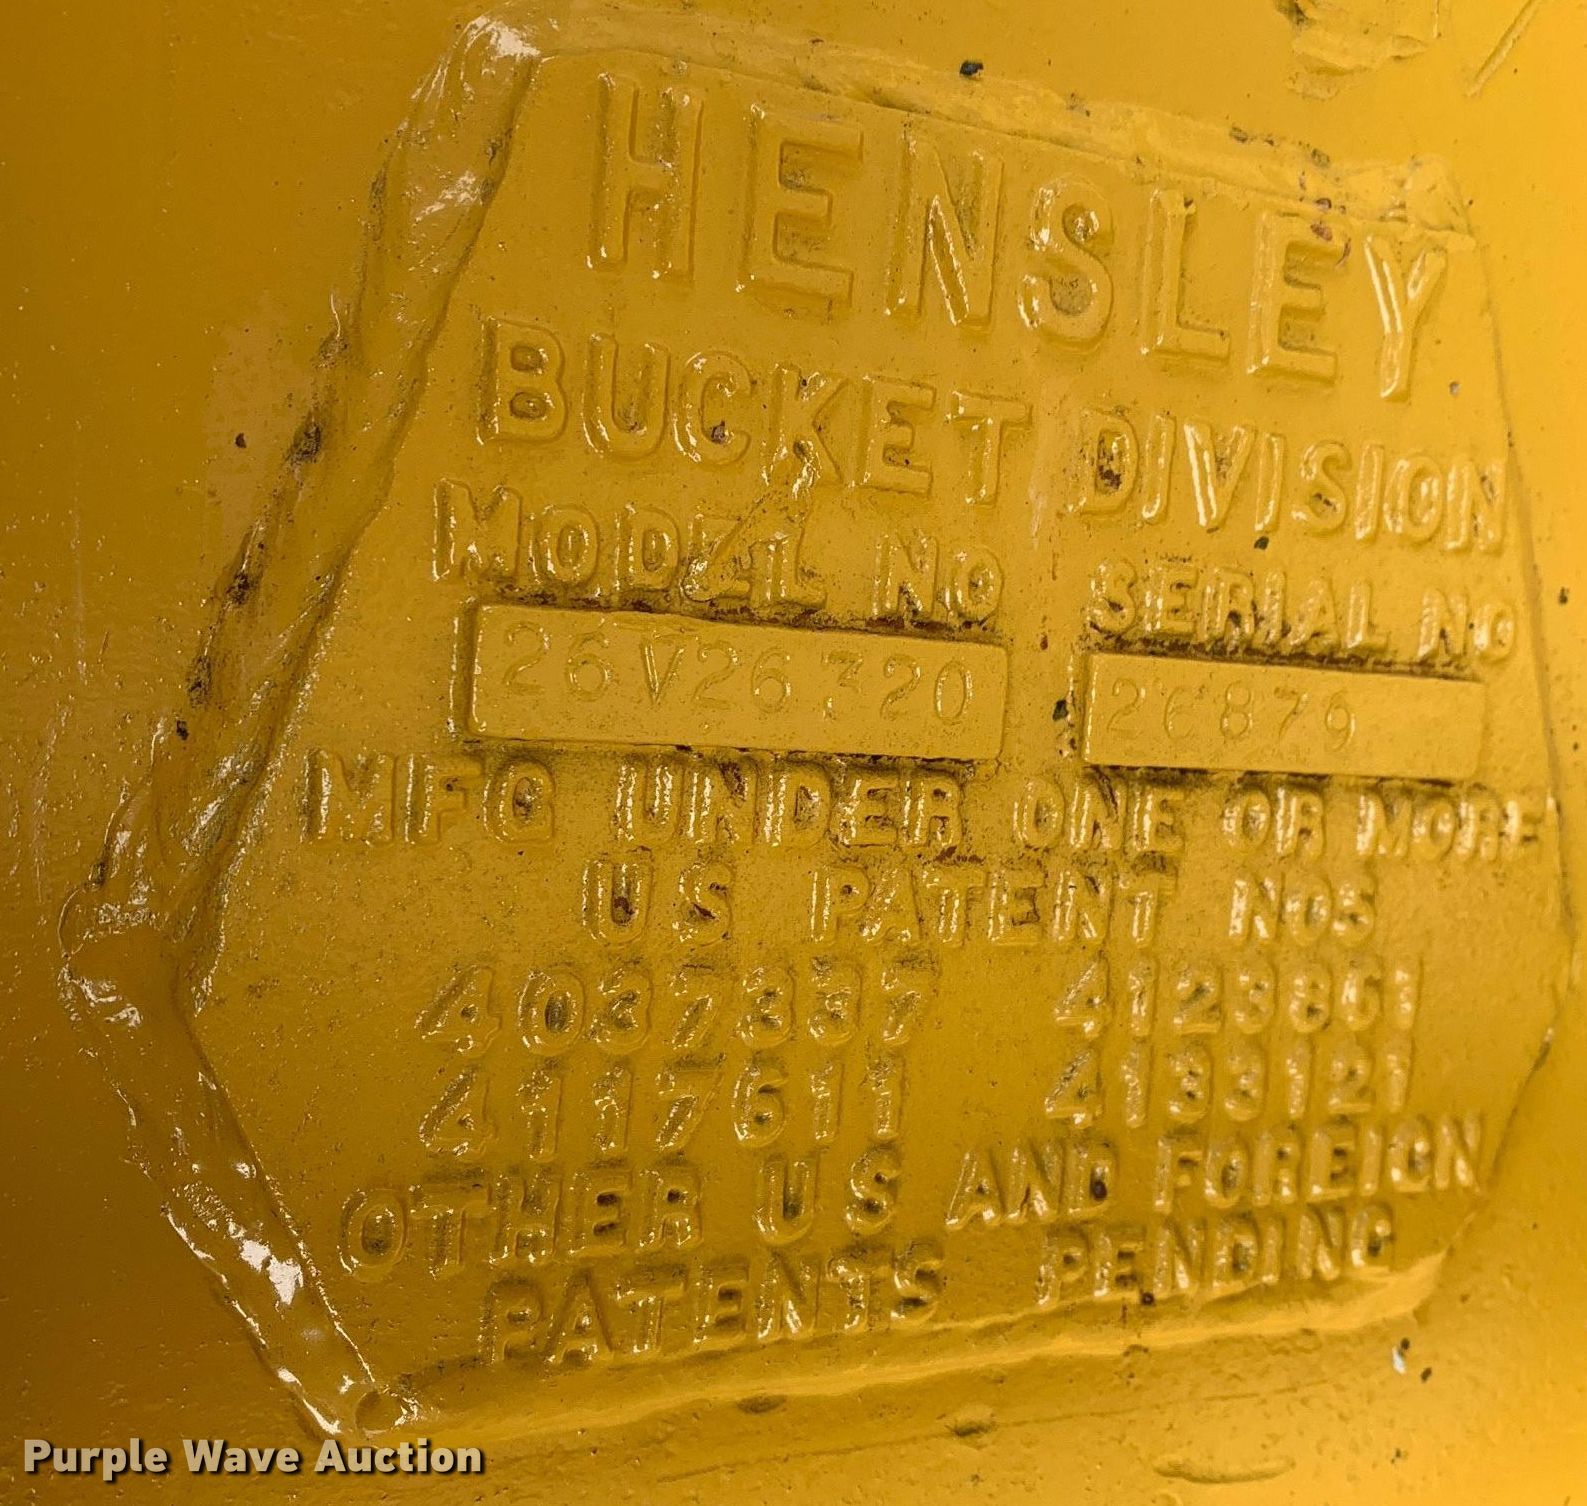 HENSLEY
BUCKET DIVISION
MODEL NO SERIAL NO
26V26320 26879
MFG UNDER ONE OR MORE
US PATENT NOS
4037337 4123861
4117611 4133121
OTHER US AND FOREIGN
PATENTS PENDING
Purple Wave Auction